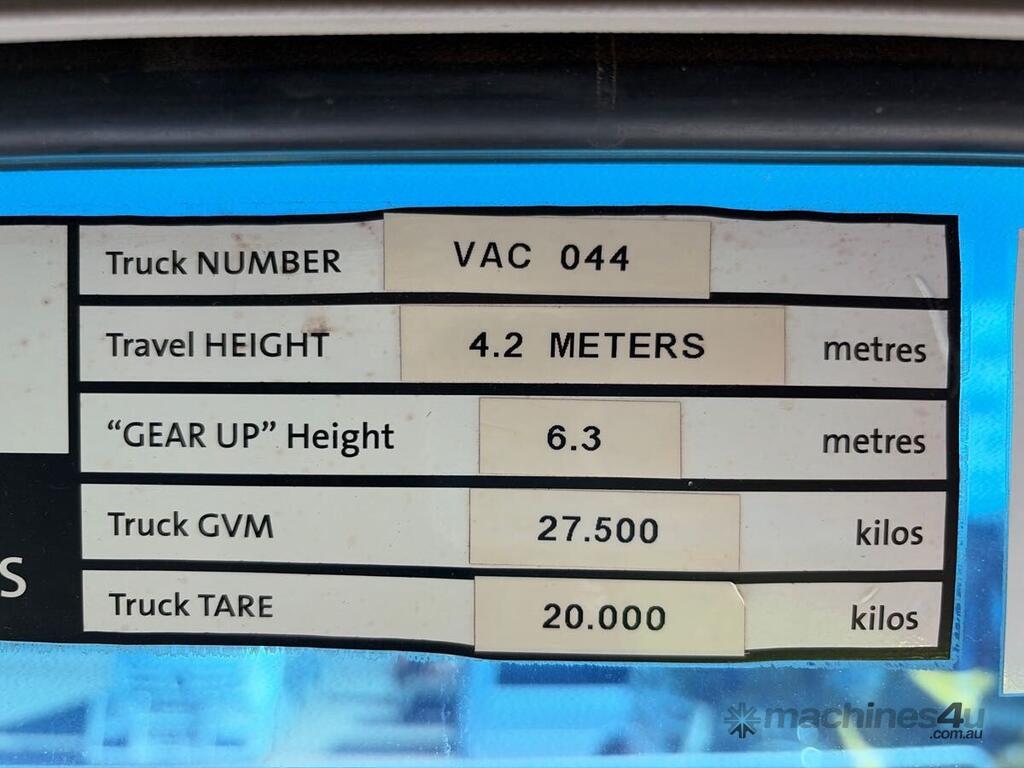 Truck NUMBER VAC 044
Travel HEIGHT 4.2 METERS metres
"GEAR UP" Height 6.3 metres
Truck GVM 27.500 kilos
S
Truck TARE 20.000 kilos
machines4u
.com.au